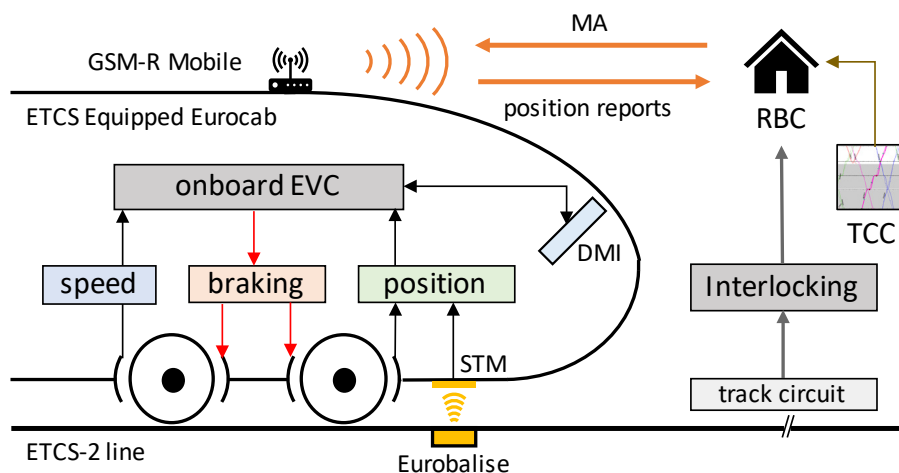 MA
GSM-R Mobile
ETCS Equipped Eurocab
position reports
RBC
onboard EVC
TCC
DMI
speed
braking
position
Interlocking
STM
track circuit
ETCS-2 line
Eurobalise